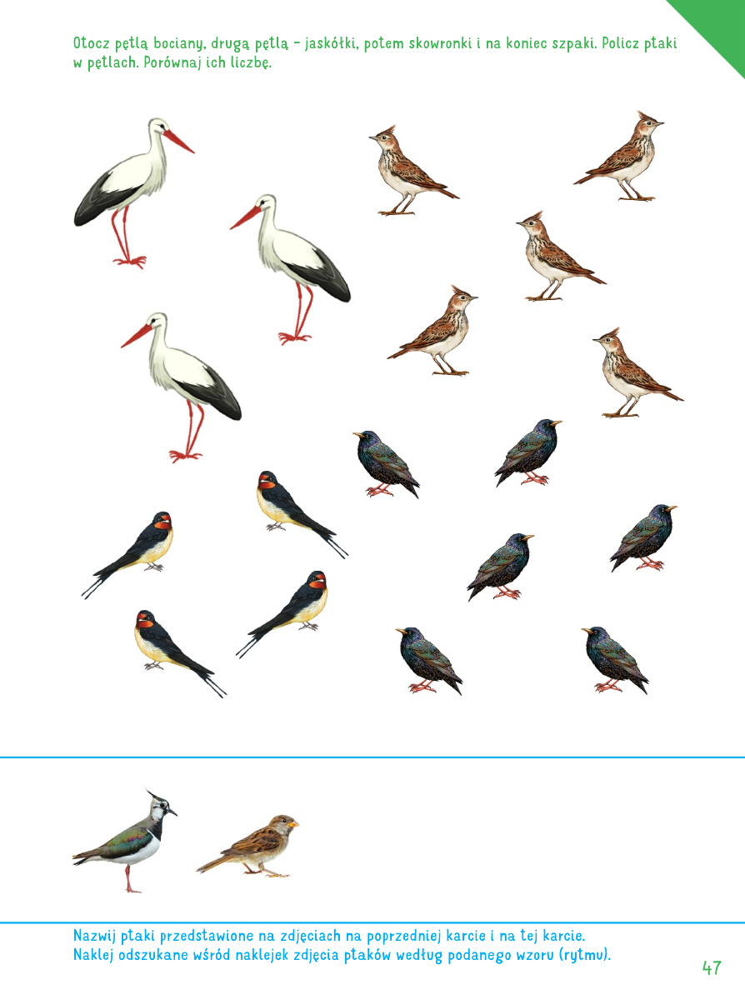 Otocz pętlą bociany, drugą pętlą – jaskółki, potem skowronki i na koniec szpaki. Policz ptaki
w pętlach. Porównaj ich liczbę.
Nazwij ptaki przedstawione na zdjęciach na poprzedniej karcie i na tej karcie.
Naklej odszukane wśród naklejek zdjęcia ptaków według podanego wzoru (rytmu).
47